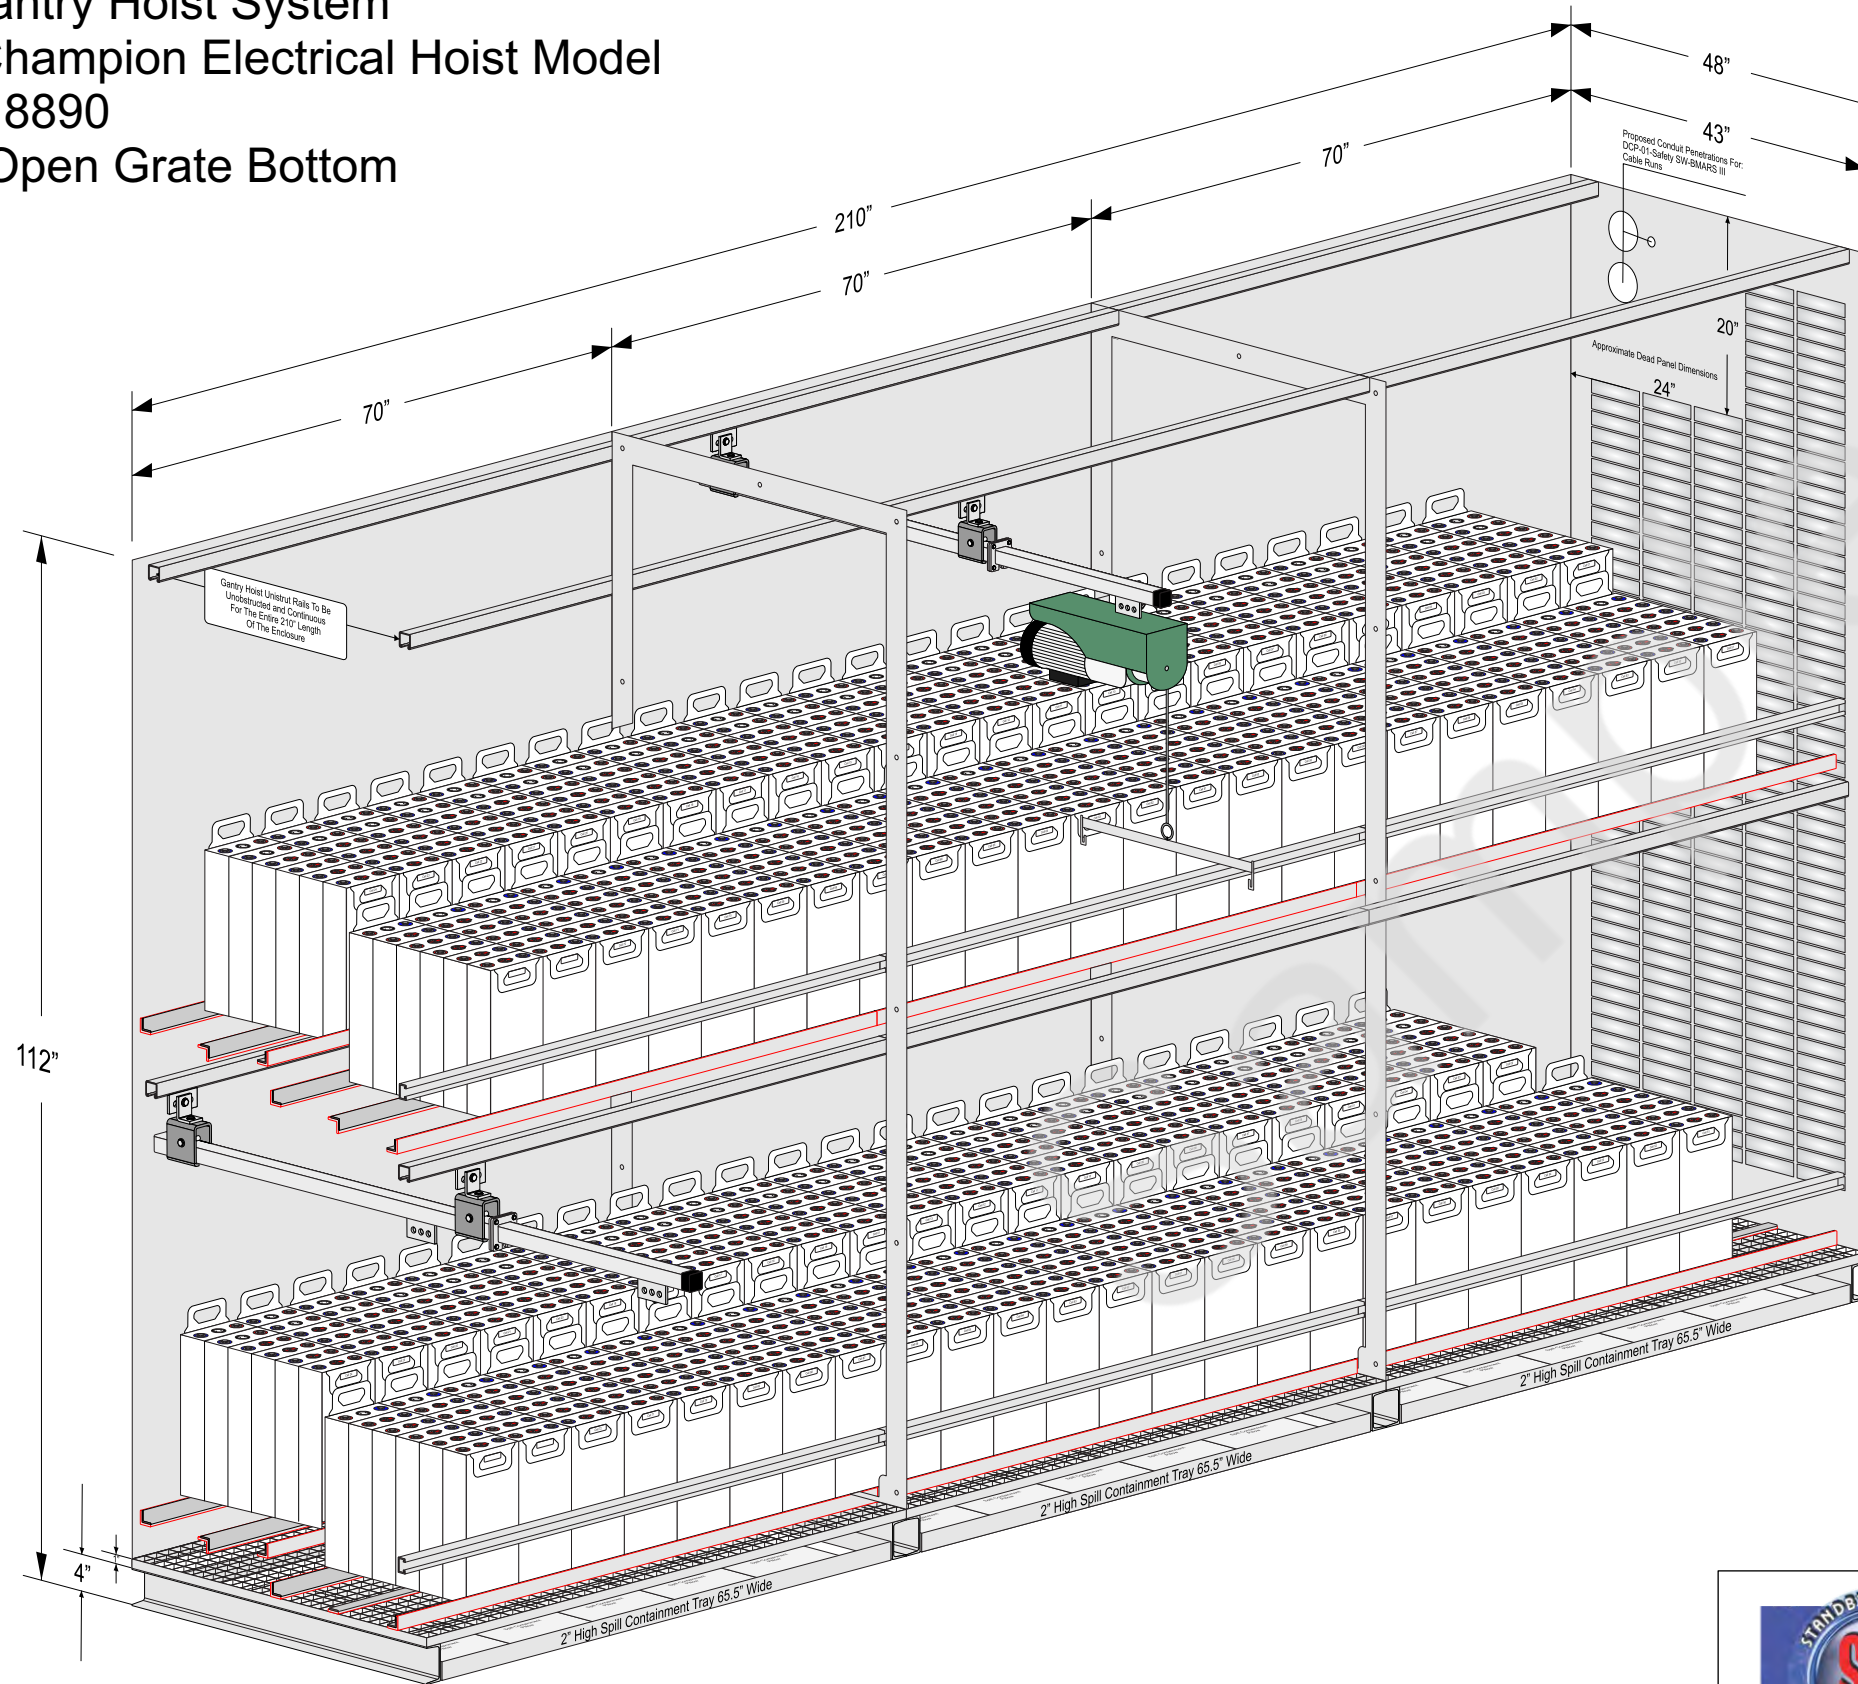 antry Hoist System
Champion Electrical Hoist Model
8890
Open Grate Bottom
48”
43”
210”
70”
70”
70”
Proposed Conduit Penetrations For:
DCP-01-Safety SW-BMARS III
Cable Runs
20”
Approximate Dead Panel Dimensions
24”
Gantry Hoist Unistrut Rails To Be
Unobstructed and Continuous
For The Entire 210” Length
Of The Enclosure
112”
4”
2” High Spill Containment Tray 65.5” Wide
2” High Spill Containment Tray 65.5” Wide
2” High Spill Containment Tray 65.5” Wide
STANDB